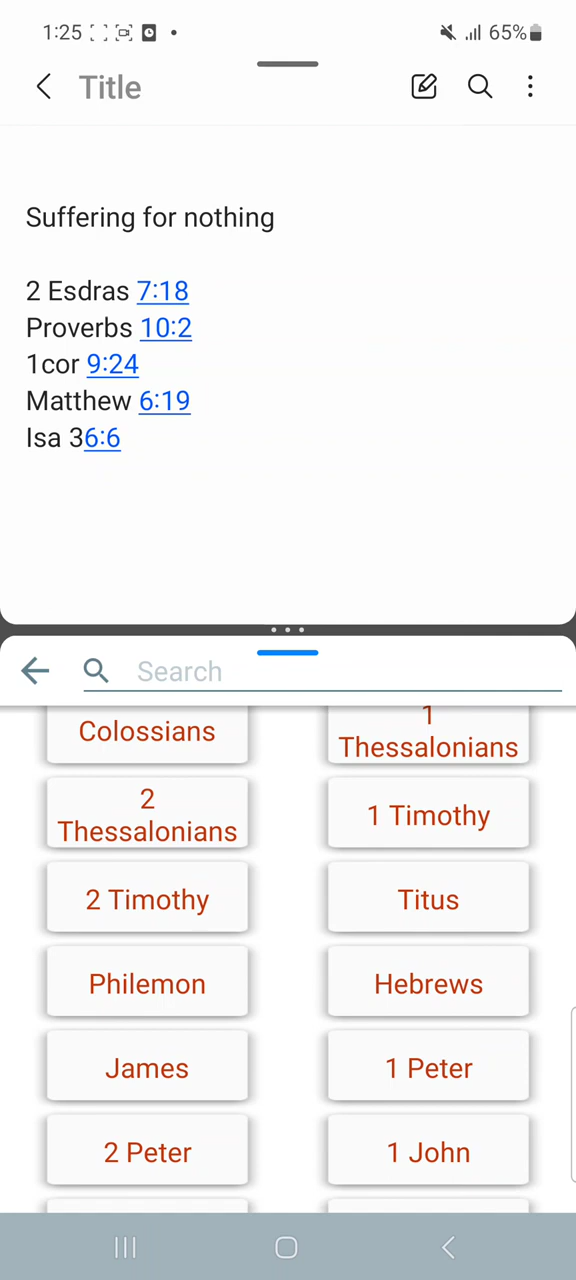 1:25 65%
Title
Suffering for nothing
2 Esdras 7:18
Proverbs 10:2
1cor 9:24
Matthew 6:19
Isa 36:6
Search
Colossians
1
Thessalonians
2
Thessalonians
1 Timothy
2 Timothy
Titus
Philemon
Hebrews
James
1 Peter
2 Peter
1 John